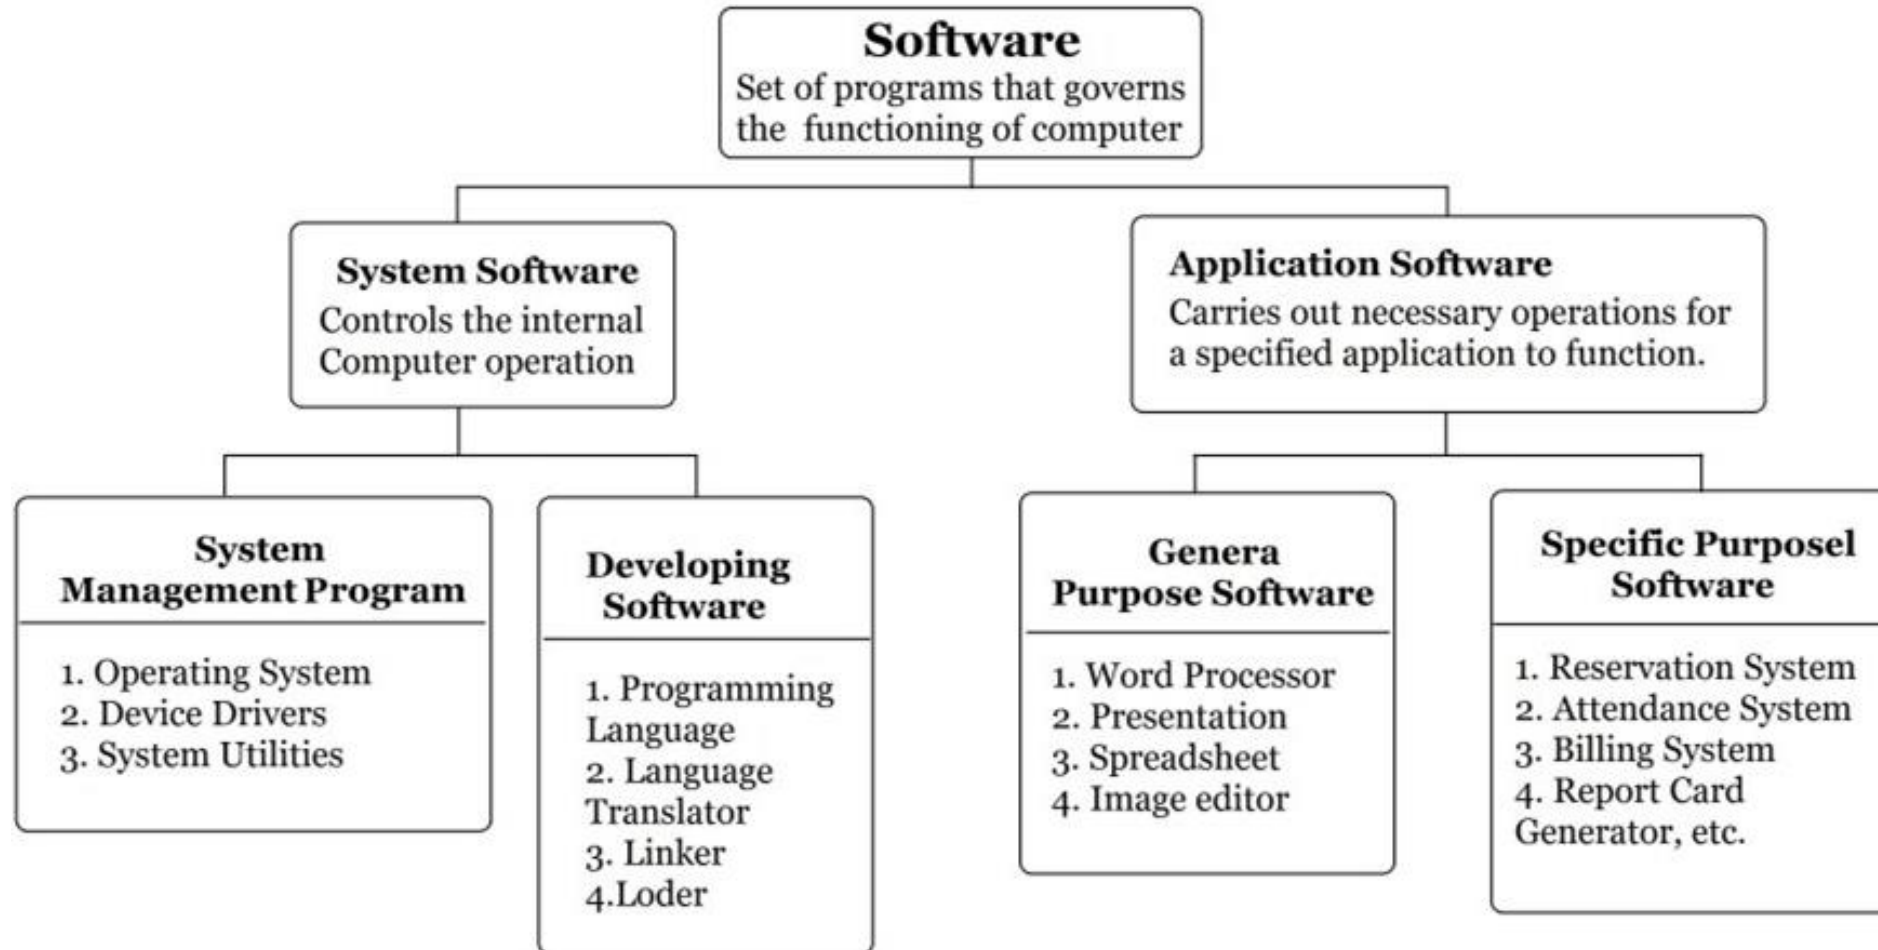 Software
Set of programs that governs
the functioning of computer
System Software
Controls the internal
Computer operation
Application Software
Carries out necessary operations for
a specified application to function.
System
Management Program
1. Operating System
2. Device Drivers
3. System Utilities
Developing
Software
1. Programming
Language
2. Language
Translator
3. Linker
4.Loder
Genera
Purpose Software
1. Word Processor
2. Presentation
3. Spreadsheet
4. Image editor
Specific Purposel
Software
1. Reservation System
2. Attendance System
3. Billing System
4. Report Card
Generator, etc.